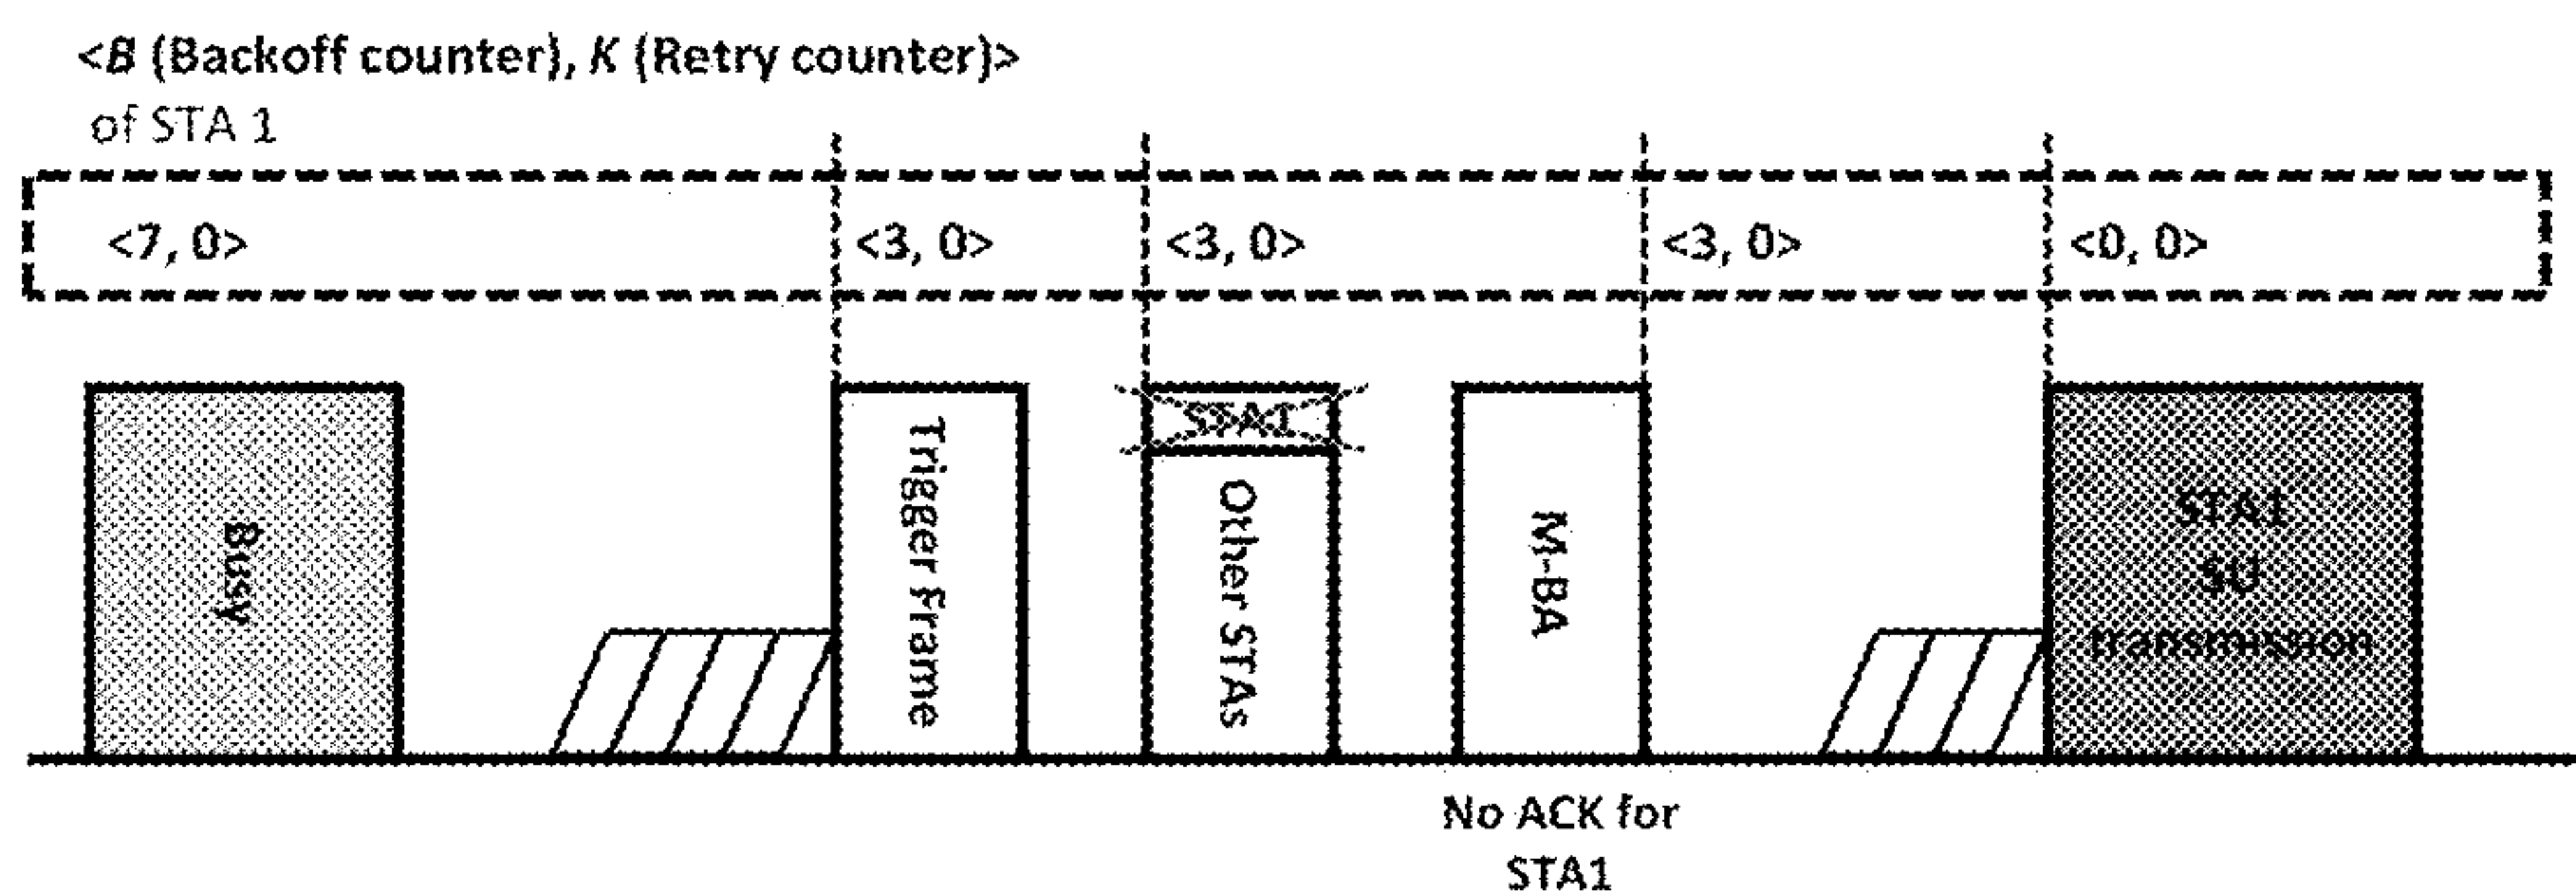 <B (Backoff counter), K (Retry counter)>
of STA 1
<7, 0>
<3, 0>
<3, 0>
<3, 0>
<0, 0>
Busy
Trigger Frame
STA1
Other STAs
M-BA
STA1
SU
transmission
No ACK for
STA1